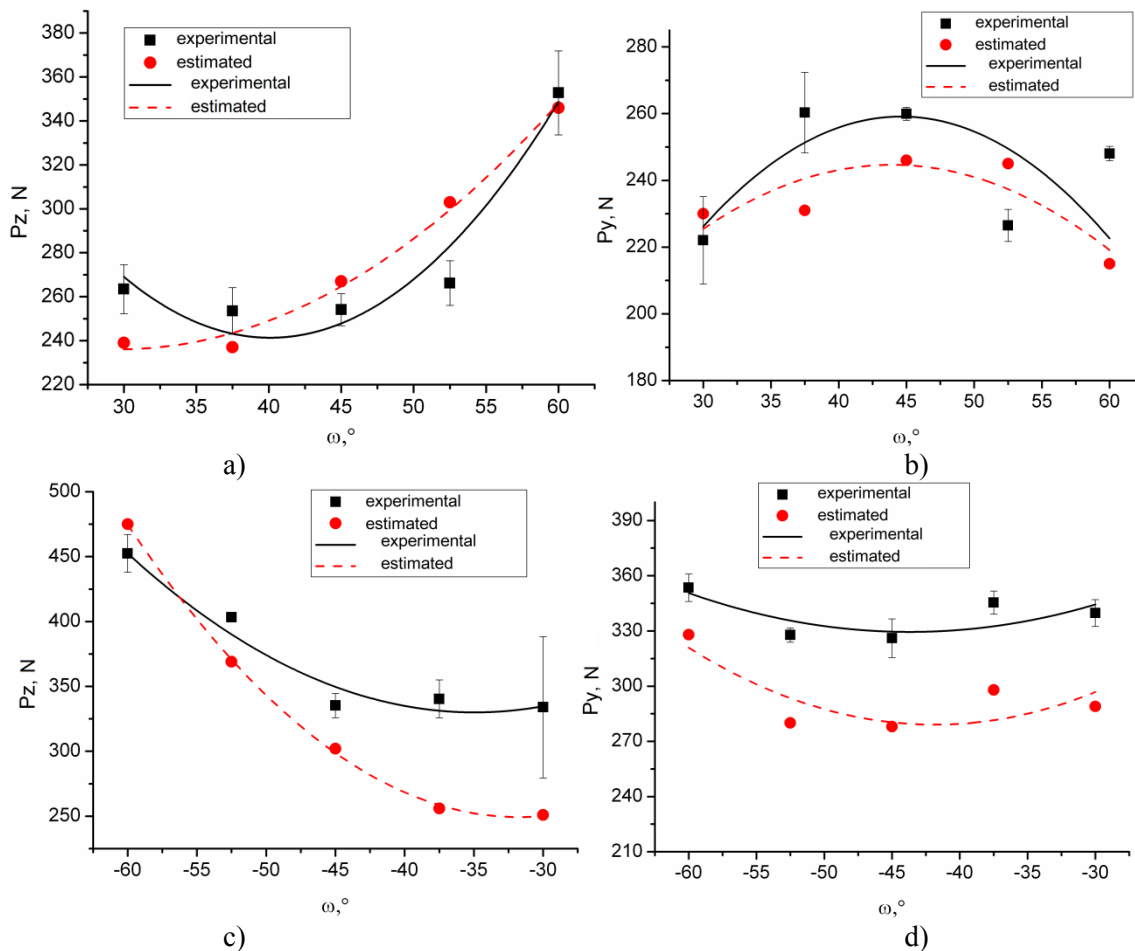 390
380
360
340
320
300
280
260
240
220
Pz, N
experimental
estimated
experimental
estimated
30 35 40 45 50 55 60
ω,°
a)
280
260
240
220
200
180
Py, N
experimental
estimated
experimental
estimated
30 35 40 45 50 55 60
ω,°
b)
500
450
400
350
300
250
Pz, N
experimental
estimated
experimental
estimated
-60 -55 -50 -45 -40 -35 -30
ω,°
c)
390
360
330
300
270
240
210
Py, N
experimental
estimated
experimental
estimated
-60 -55 -50 -45 -40 -35 -30
ω,°
d)